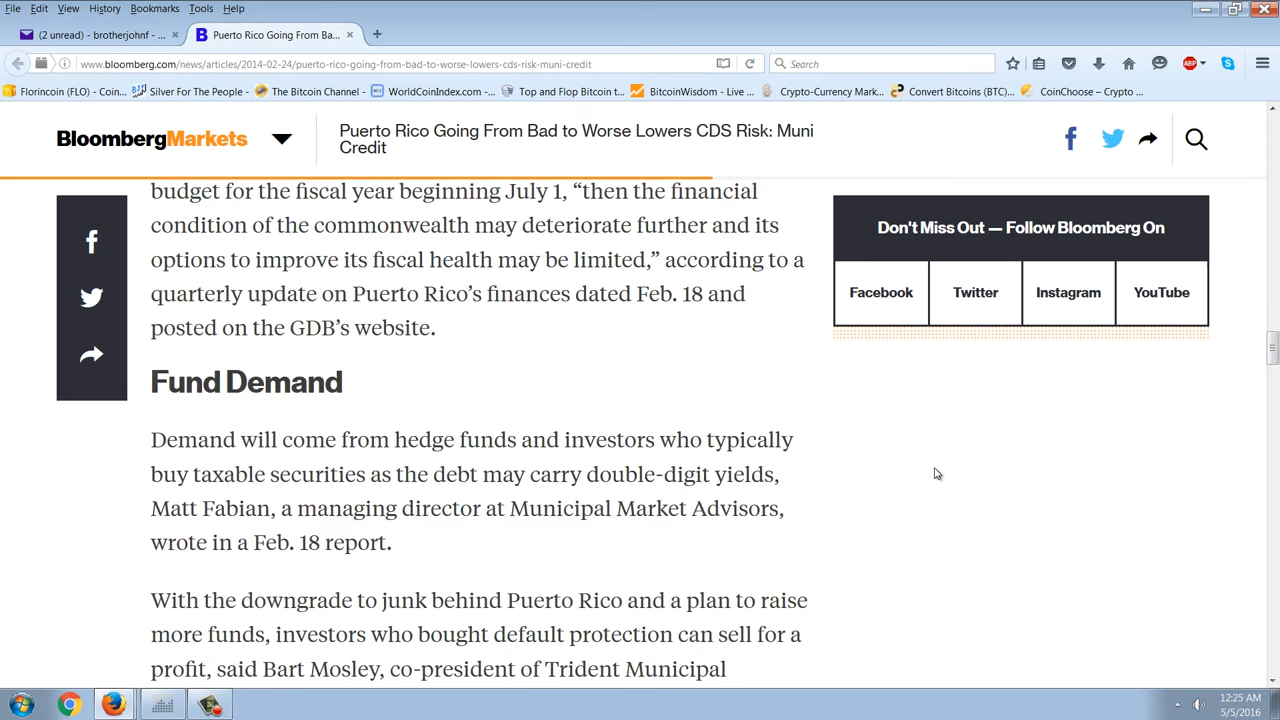 File Edit View History Bookmarks Tools Help
(2 unread) - brotherjohnf - ...
Puerto Rico Going From Ba...
www.bloomberg.com/news/articles/2014-02-24/puerto-rico-going-from-bad-to-worse-lowers-cds-risk-muni-credit
Search
ABP
Florincoin (FLO) - Coin...
Silver For The People - ...
The Bitcoin Channel - ...
WorldCoinIndex.com -...
Top and Flop Bitcoin t...
BitcoinWisdom - Live ...
Crypto-Currency Mark...
Convert Bitcoins (BTC)...
CoinChoose – Crypto ...
BloombergMarkets
Puerto Rico Going From Bad to Worse Lowers CDS Risk: Muni
Credit
budget for the fiscal year beginning July 1, “then the financial
condition of the commonwealth may deteriorate further and its
options to improve its fiscal health may be limited,” according to a
quarterly update on Puerto Rico’s finances dated Feb. 18 and
posted on the GDB’s website.
Fund Demand
Demand will come from hedge funds and investors who typically
buy taxable securities as the debt may carry double-digit yields,
Matt Fabian, a managing director at Municipal Market Advisors,
wrote in a Feb. 18 report.
With the downgrade to junk behind Puerto Rico and a plan to raise
more funds, investors who bought default protection can sell for a
profit, said Bart Mosley, co-president of Trident Municipal
Don't Miss Out — Follow Bloomberg On
Facebook
Twitter
Instagram
YouTube
12:25 AM
5/5/2016